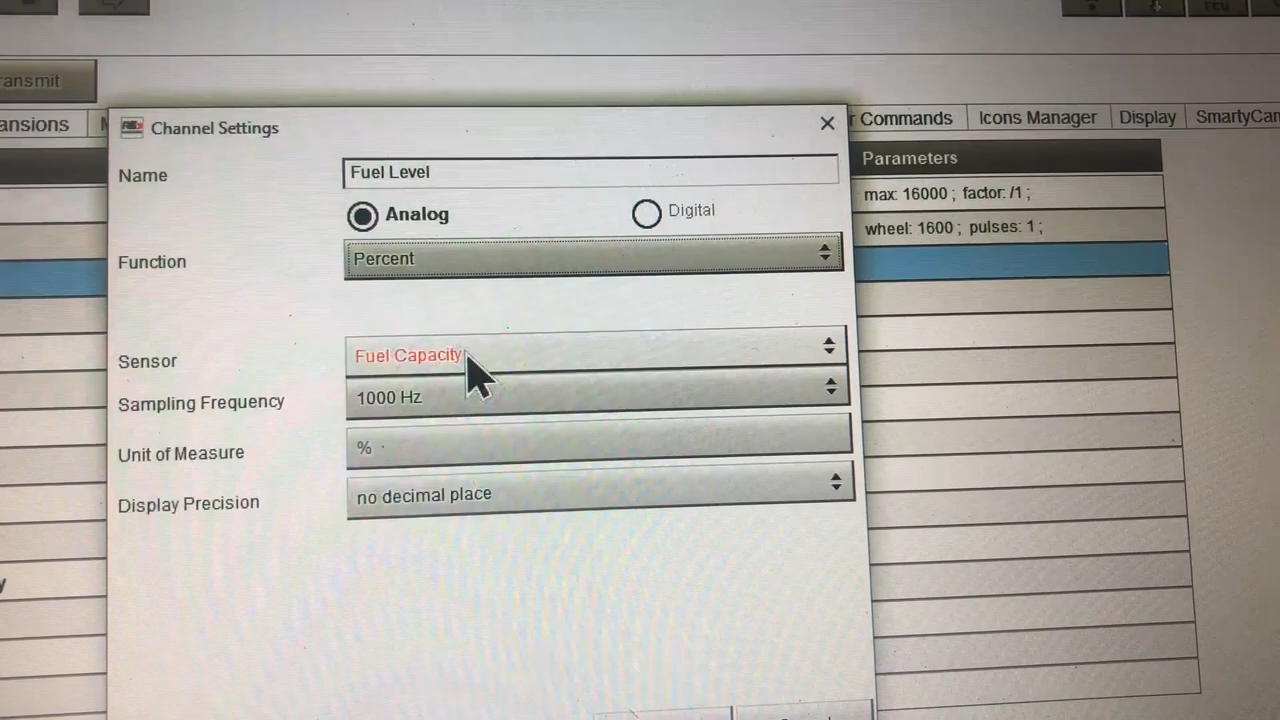 ransmit
ansions
r Commands
Icons Manager
Display
SmartyCam
Channel Settings
Parameters
Name
Fuel Level
max: 16000 ; factor: /1 ;
Analog
Digital
wheel: 1600 ; pulses: 1 ;
Function
Percent
Sensor
Fuel Capacity
Sampling Frequency
1000 Hz
Unit of Measure
%
Display Precision
no decimal place
y